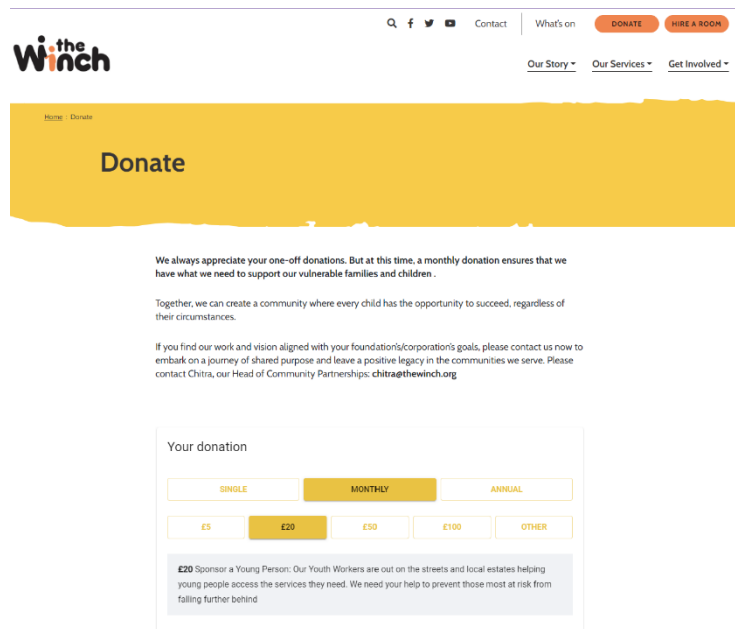 Contact
What's on
DONATE
HIRE A ROOM
the
Winch
Our Story
Our Services
Get Involved
Home : Donate
Donate
We always appreciate your one-off donations. But at this time, a monthly donation ensures that we
have what we need to support our vulnerable families and children .
Together, we can create a community where every child has the opportunity to succeed, regardless of
their circumstances.
If you find our work and vision aligned with your foundation's/corporation's goals, please contact us now to
embark on a journey of shared purpose and leave a positive legacy in the communities we serve. Please
contact Chitra, our Head of Community Partnerships: chitra@thewinch.org
Your donation
SINGLE
MONTHLY
ANNUAL
£5
£20
£50
£100
OTHER
£20 Sponsor a Young Person: Our Youth Workers are out on the streets and local estates helping
young people access the services they need. We need your help to prevent those most at risk from
falling further behind